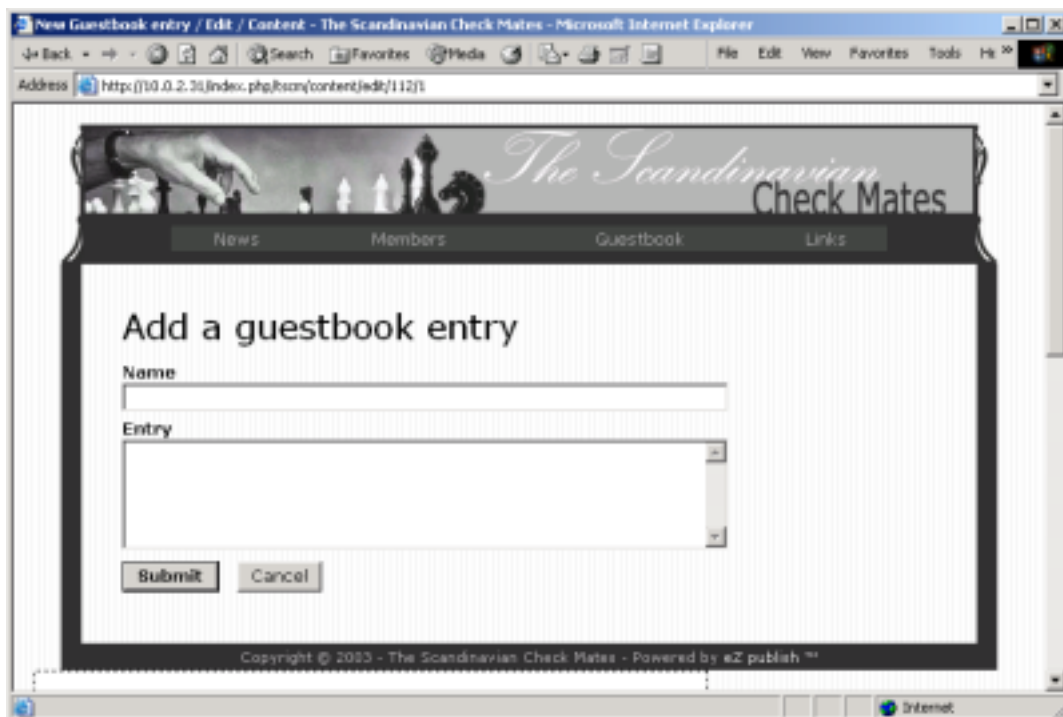 New Guestbook entry / Edit / Content - The Scandinavian Check Mates - Microsoft Internet Explorer
Back Search Favorites Media File Edit View Favorites Tools He
Address http://10.0.2.31/index.php/tscm/content/edit/112/1
The Scandinavian
Check Mates
News Members Guestbook Links
Add a guestbook entry
Name
Entry
Submit Cancel
Copyright © 2003 - The Scandinavian Check Mates - Powered by eZ publish ™
Internet